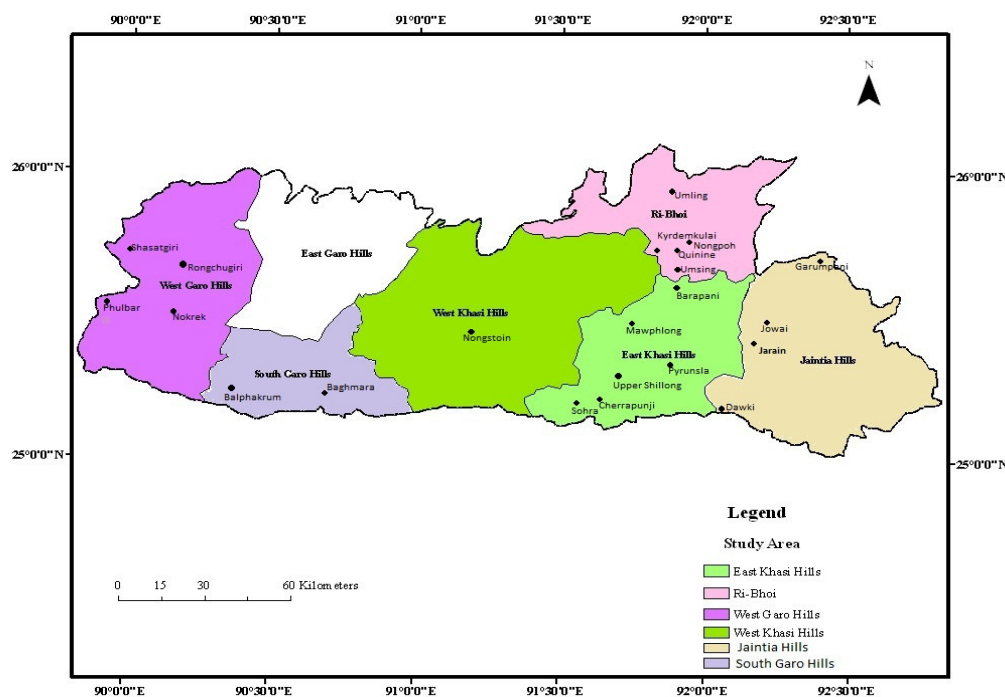 90°0'0"E 90°30'0"E 91°0'0"E 91°30'0"E 92°0'0"E 92°30'0"E
N
26°0'0"N 26°0'0"N
Umling
Ri-Bhoi
Kyrdemkulai
Shasatgiri
Nongpoh
East Garo Hills
Quinine
Rongchugiri
Umsing
Garumpani
West Garo Hills
Barapani
Phulbar
Nokrek
West Khasi Hills
Mawphlong
Jowai
Nongstoin
Jarain
East Khasi Hills
Jaintia Hills
South Garo Hills
Pyrunsla
Upper Shillong
Balphakrum
Baghmara
Sohra
Cherrapunji
Dawki
25°0'0"N 25°0'0"N
Legend
Study Area
East Khasi Hills
Ri-Bhoi
West Garo Hills
West Khasi Hills
Jaintia Hills
South Garo Hills
0 15 30 60 Kilometers
90°0'0"E 90°30'0"E 91°0'0"E 91°30'0"E 92°0'0"E 92°30'0"E